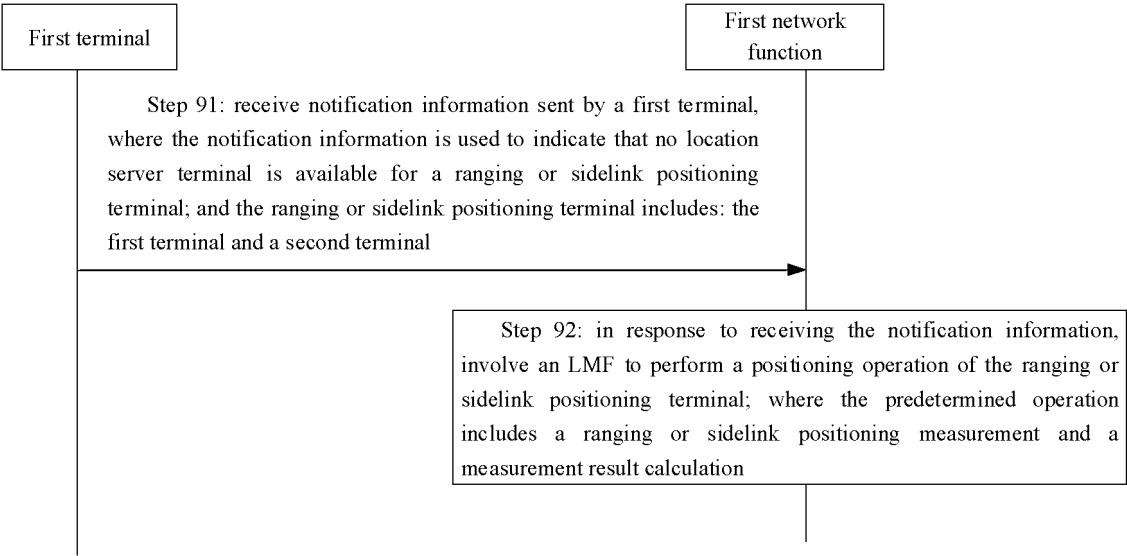 First terminal
First network
function
Step 91: receive notification information sent by a first terminal,
where the notification information is used to indicate that no location
server terminal is available for a ranging or sidelink positioning
terminal; and the ranging or sidelink positioning terminal includes: the
first terminal and a second terminal
Step 92: in response to receiving the notification information,
involve an LMF to perform a positioning operation of the ranging or
sidelink positioning terminal; where the predetermined operation
includes a ranging or sidelink positioning measurement and a
measurement result calculation